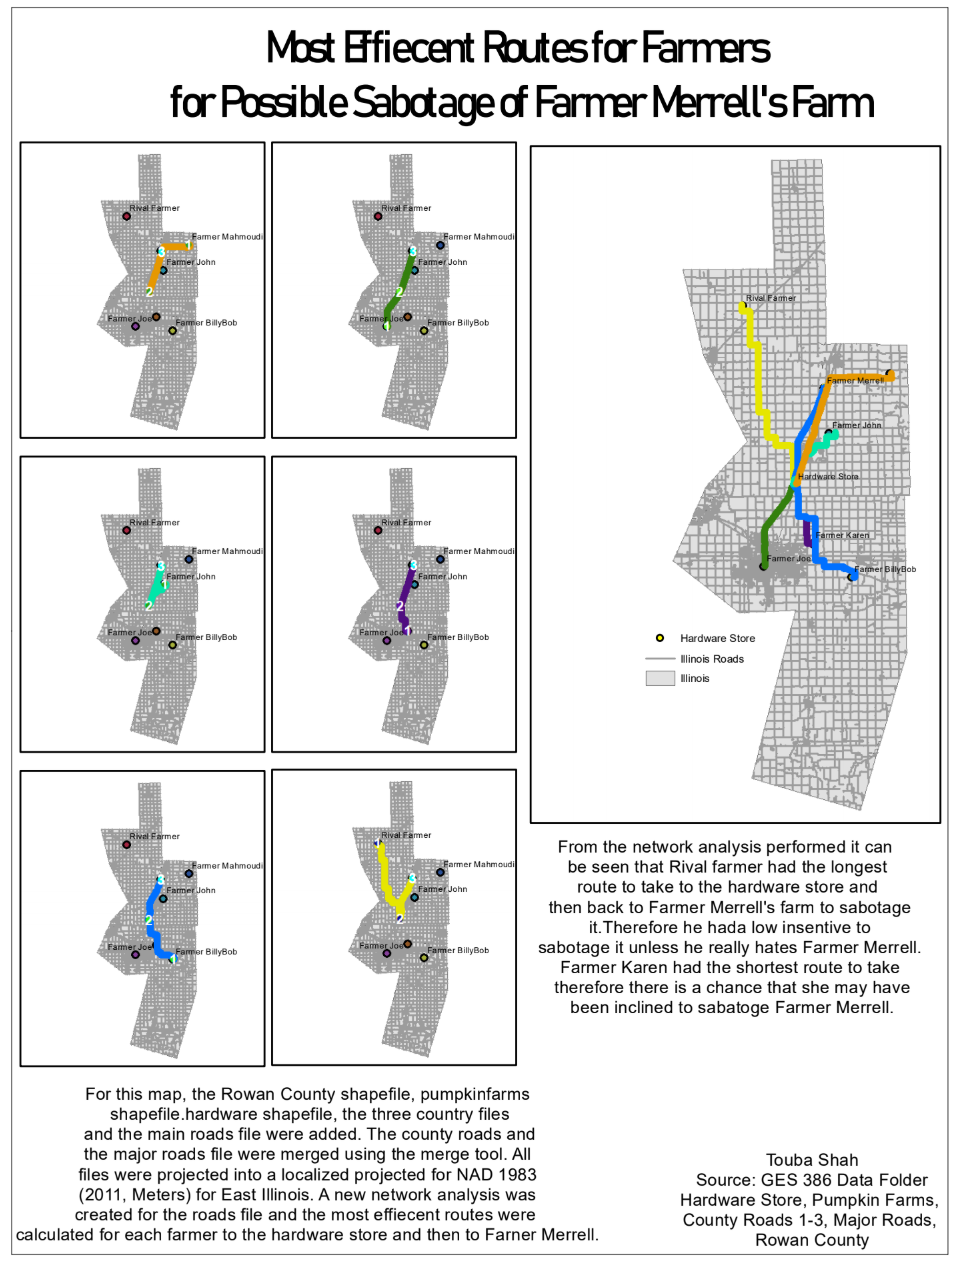 Most Effiecent Routes for Farmers
for Possible Sabotage of Farmer Merrell's Farm
Rival Farmer
Farmer Mahmoudi
1
3
Farmer John
2
Farmer Joe
Farmer BillyBob
Rival Farmer
Farmer Mahmoudi
3
Farmer John
2
Farmer Joe
1
Farmer BillyBob
Rival Farmer
Farmer Mahmoudi
3
Farmer John
1
2
Farmer Joe
Farmer BillyBob
Rival Farmer
Farmer Mahmoudi
3
Farmer John
2
1
Farmer Joe
Farmer BillyBob
Rival Farmer
Farmer Mahmoudi
3
Farmer John
2
Farmer Joe
Farmer BillyBob
1
Rival Farmer
1
Farmer Mahmoudi
3
Farmer John
2
Farmer Joe
Farmer BillyBob
Rival Farmer
Farmer Merrell
Farmer John
Hardware Store
Farmer Karen
Farmer Joe
Farmer BillyBob
Hardware Store
Illinois Roads
Illinois
From the network analysis performed it can
be seen that Rival farmer had the longest
route to take to the hardware store and
then back to Farmer Merrell's farm to sabotage
it.Therefore he hada low insentive to
sabotage it unless he really hates Farmer Merrell.
Farmer Karen had the shortest route to take
therefore there is a chance that she may have
been inclined to sabatoge Farmer Merrell.
For this map, the Rowan County shapefile, pumpkinfarms
shapefile.hardware shapefile, the three country files
and the main roads file were added. The county roads and
the major roads file were merged using the merge tool. All
files were projected into a localized projected for NAD 1983
(2011, Meters) for East Illinois. A new network analysis was
created for the roads file and the most effiecent routes were
calculated for each farmer to the hardware store and then to Farner Merrell.
Touba Shah
Source: GES 386 Data Folder
Hardware Store, Pumpkin Farms,
County Roads 1-3, Major Roads,
Rowan County